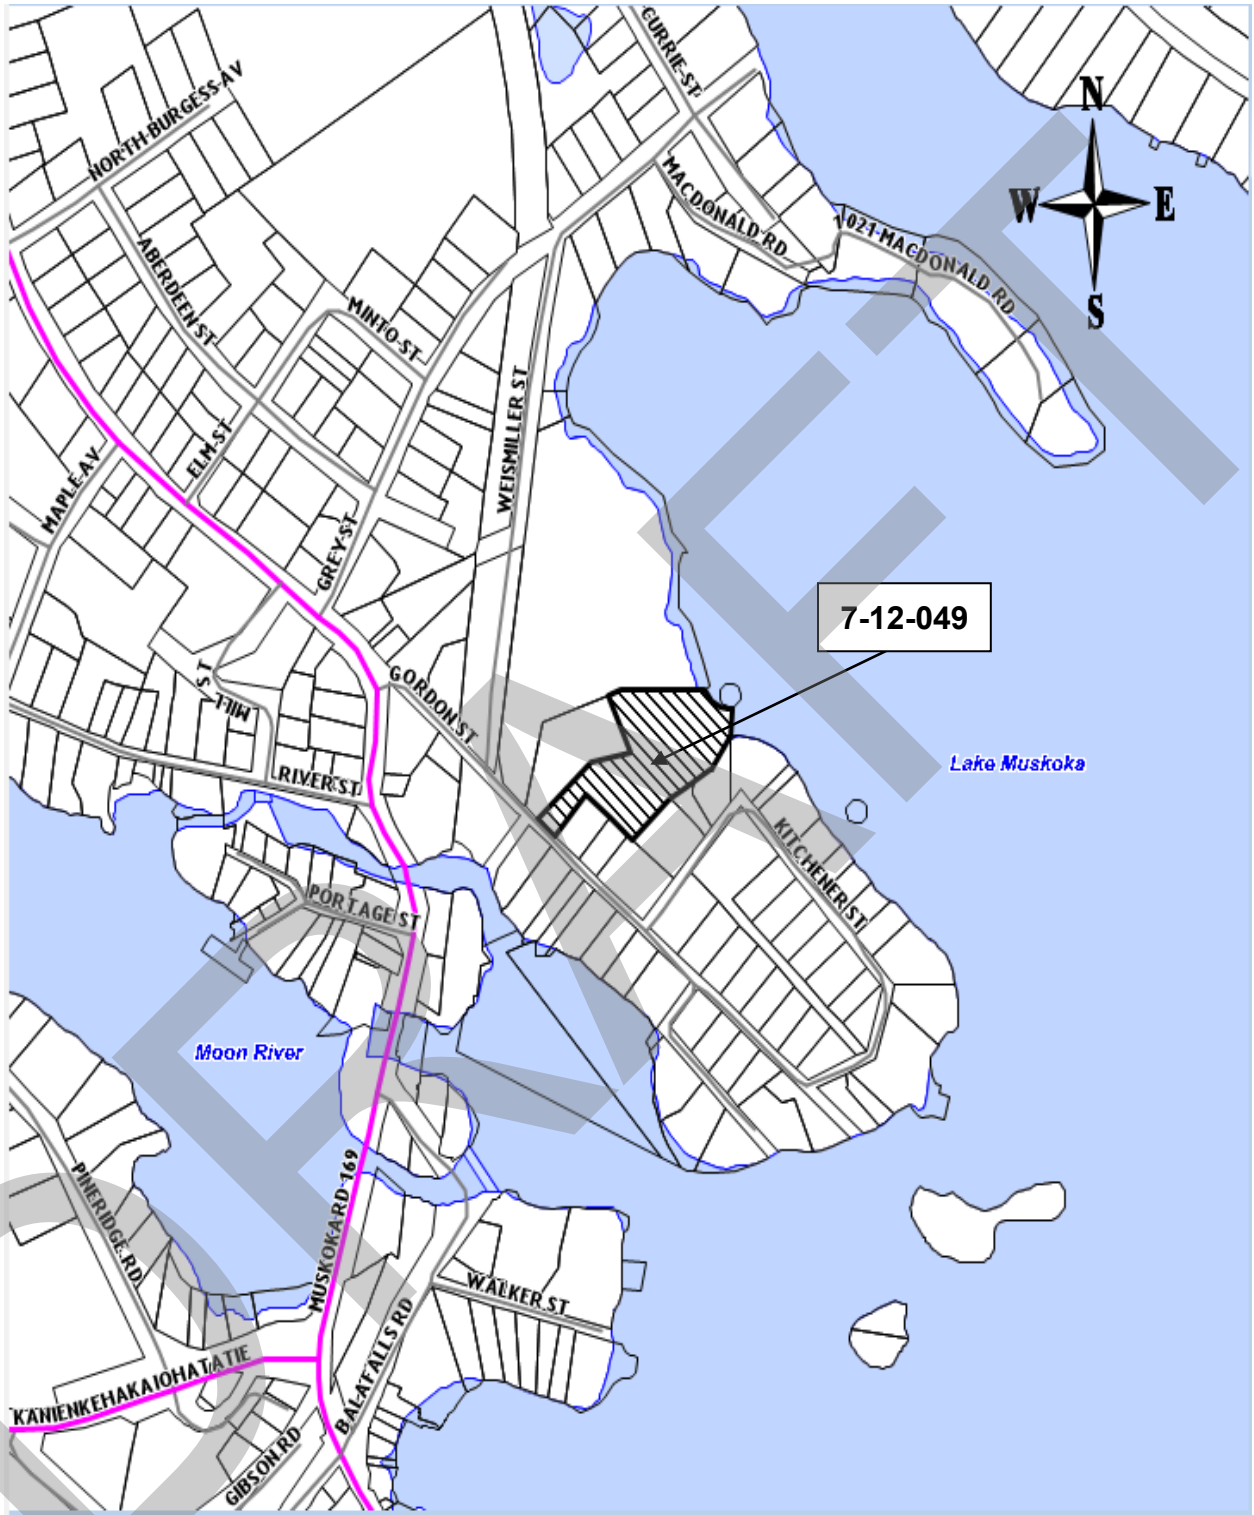 CURRIE ST
NORTH BURGESS AV
N
W
E
S
MACDONALD RD
1021 MACDONALD RD
ABERDEEN ST
MINTO ST
WEISMILLER ST
ELM ST
MAPLE AV
GREY ST
7-12-049
GORDON ST
MILL ST
RIVER ST
Lake Muskoka
KITCHENER ST
PORTAGE ST
Moon River
PINERIDGE RD
MUSKOKA RD 169
WALKER ST
BALA FALLS RD
KANIENKEHAKA IOHATATIE
GIBSON RD
DRAFT